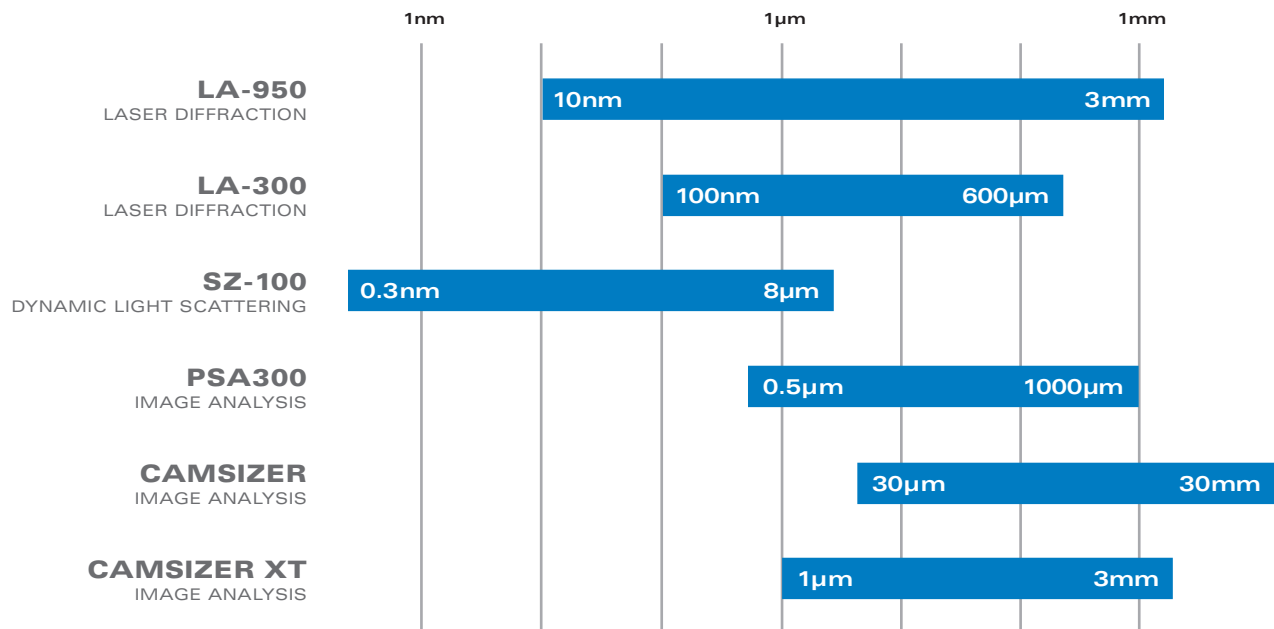 1nm 1µm 1mm
LA-950
LASER DIFFRACTION
10nm 3mm
LA-300
LASER DIFFRACTION
100nm 600µm
SZ-100
DYNAMIC LIGHT SCATTERING
0.3nm 8µm
PSA300
IMAGE ANALYSIS
0.5µm 1000µm
CAMSIZER
IMAGE ANALYSIS
30µm 30mm
CAMSIZER XT
IMAGE ANALYSIS
1µm 3mm